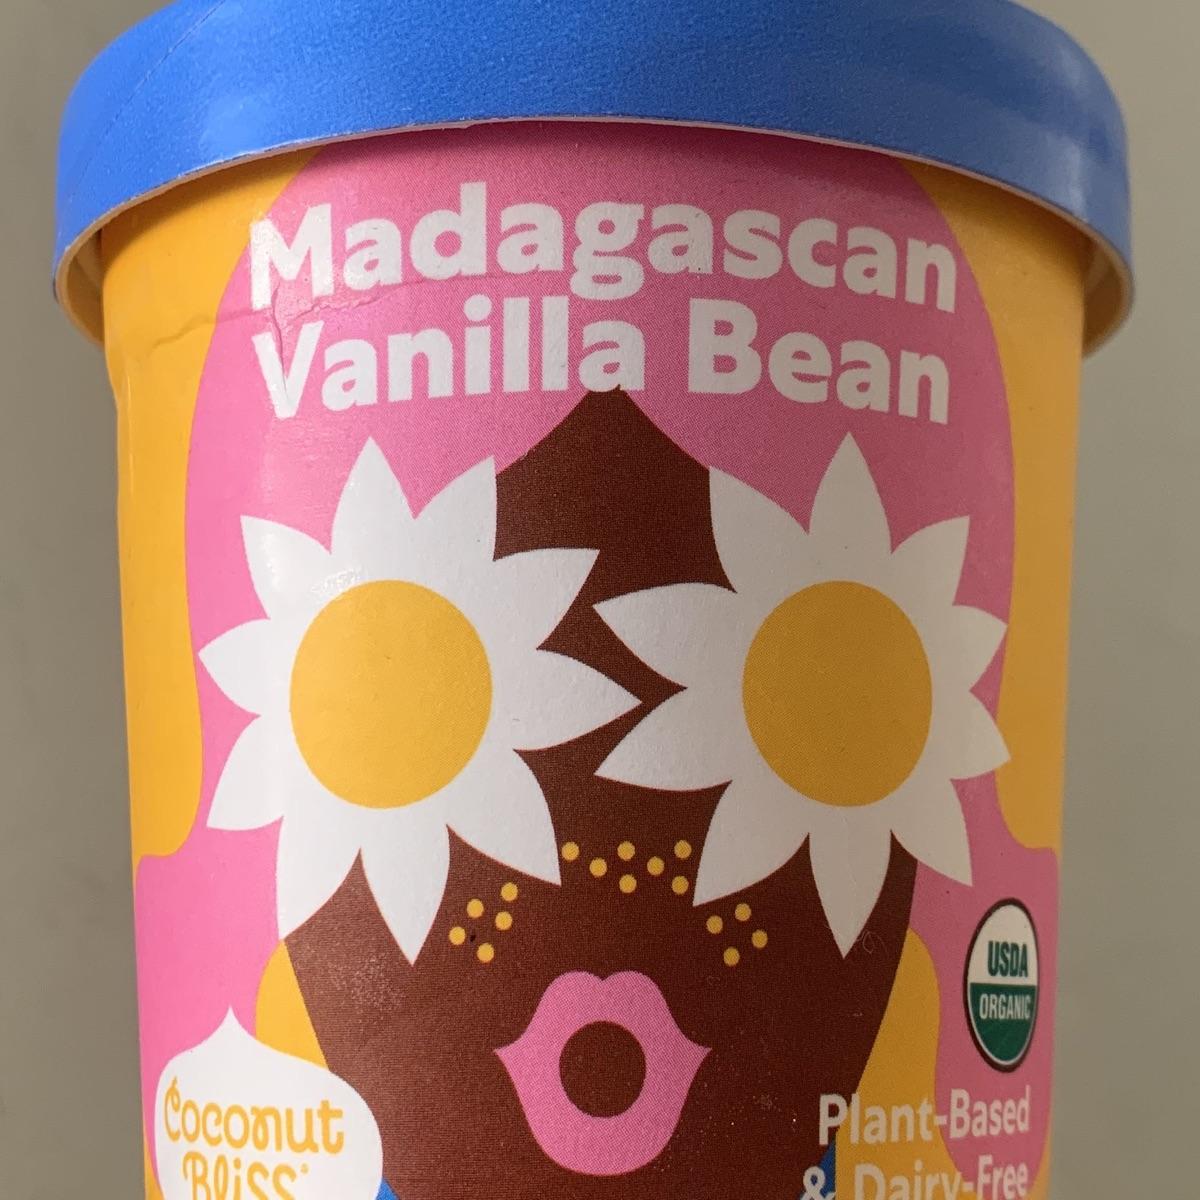 Madagascan
Vanilla Bean
USDA
ORGANIC
Coconut
Bliss
Plant-Based
& Dairy-Free